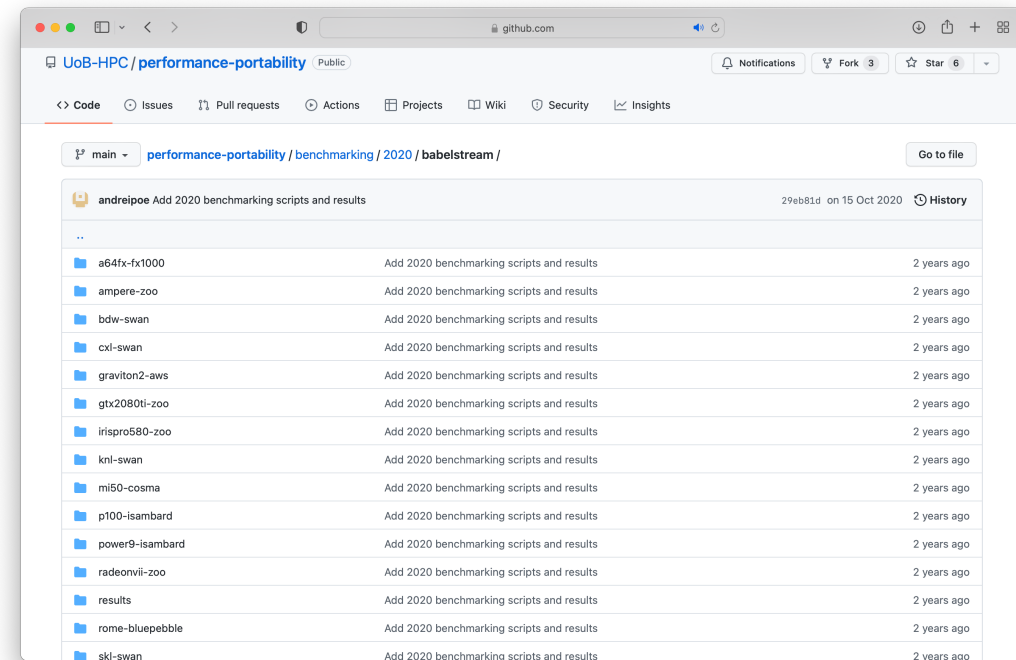 github.com
UoB-HPC / performance-portability Public
Notifications Fork 3 Star 6
Code Issues Pull requests Actions Projects Wiki Security Insights
main performance-portability / benchmarking / 2020 / babelstream / Go to file
andreipoe Add 2020 benchmarking scripts and results 29eb81d on 15 Oct 2020 History
..
a64fx-fx1000 Add 2020 benchmarking scripts and results 2 years ago
ampere-zoo Add 2020 benchmarking scripts and results 2 years ago
bdw-swan Add 2020 benchmarking scripts and results 2 years ago
cxl-swan Add 2020 benchmarking scripts and results 2 years ago
graviton2-aws Add 2020 benchmarking scripts and results 2 years ago
gtx2080ti-zoo Add 2020 benchmarking scripts and results 2 years ago
irispro580-zoo Add 2020 benchmarking scripts and results 2 years ago
knl-swan Add 2020 benchmarking scripts and results 2 years ago
mi50-cosma Add 2020 benchmarking scripts and results 2 years ago
p100-isambard Add 2020 benchmarking scripts and results 2 years ago
power9-isambard Add 2020 benchmarking scripts and results 2 years ago
radeonvii-zoo Add 2020 benchmarking scripts and results 2 years ago
results Add 2020 benchmarking scripts and results 2 years ago
rome-bluepebble Add 2020 benchmarking scripts and results 2 years ago
skl-swan Add 2020 benchmarking scripts and results 2 years ago